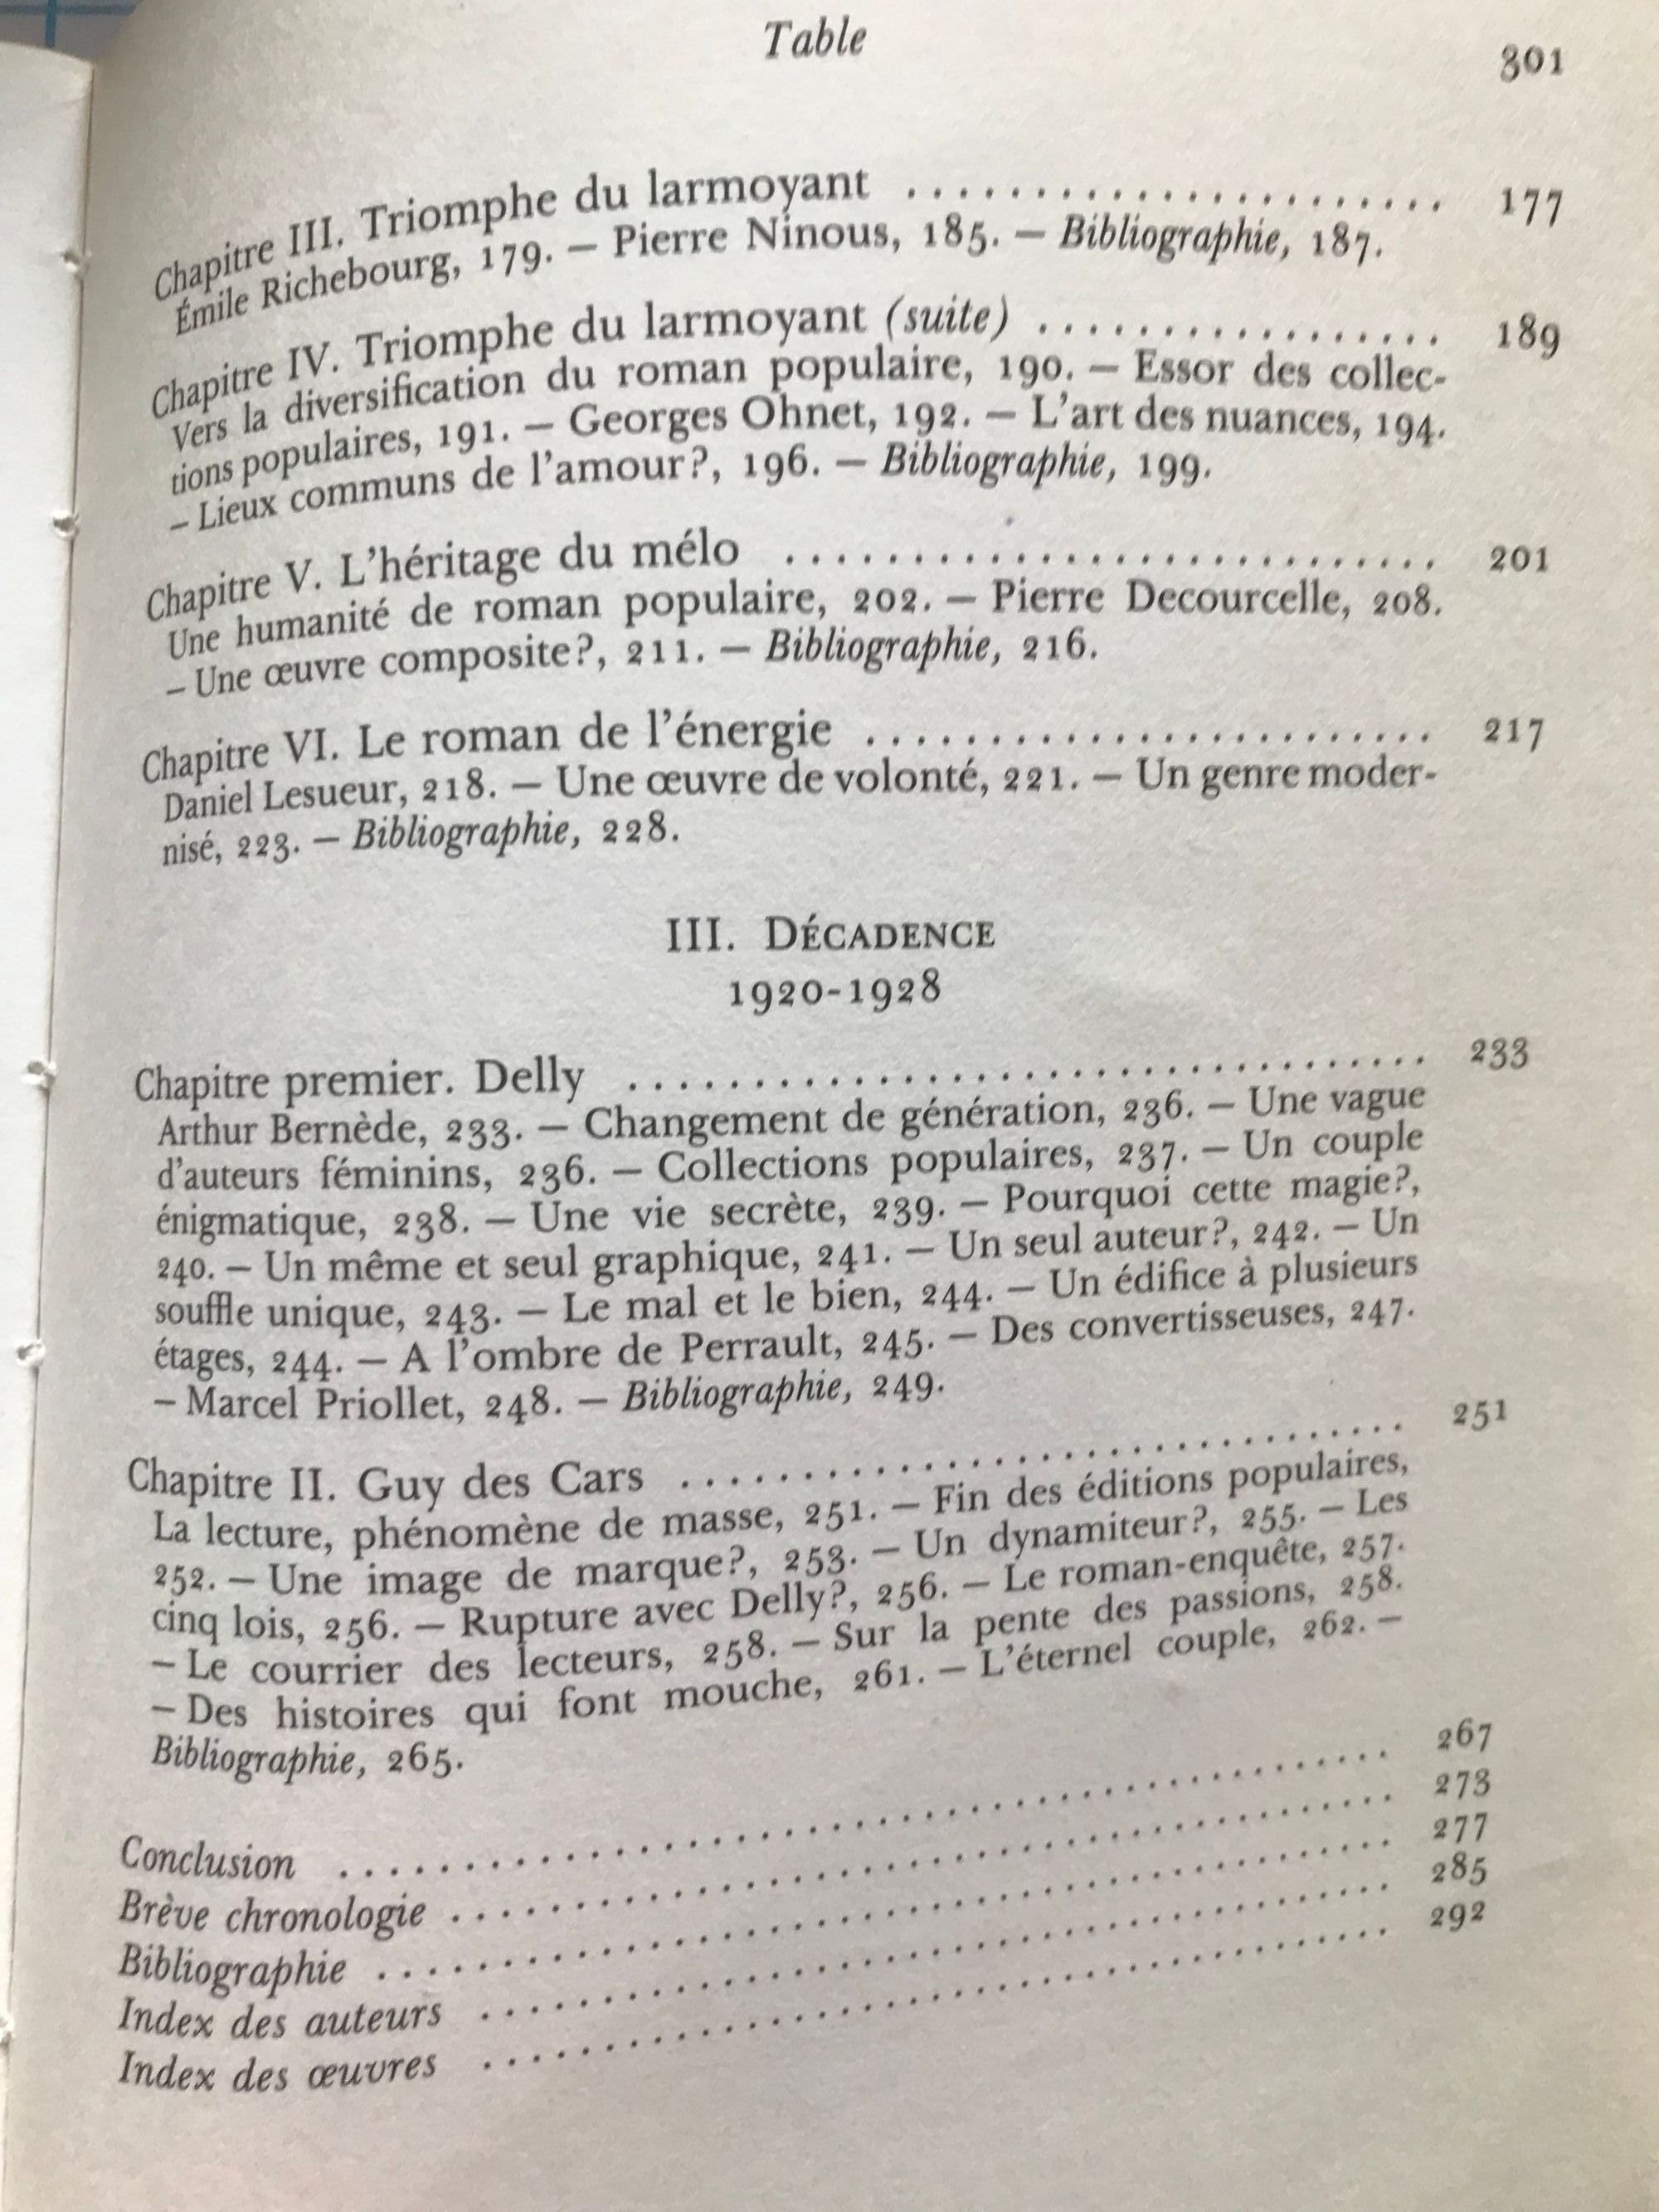 Table
301
Chapitre III. Triomphe du larmoyant ........................ 177
Émile Richebourg, 179. – Pierre Ninous, 185. – Bibliographie, 187.
Chapitre IV. Triomphe du larmoyant (suite) ................. 189
Vers la diversification du roman populaire, 190. – Essor des collec-
tions populaires, 191. – Georges Ohnet, 192. – L'art des nuances, 194.
– Lieux communs de l'amour?, 196. – Bibliographie, 199.
Chapitre V. L'héritage du mélo ........................... 201
Une humanité de roman populaire, 202. – Pierre Decourcelle, 208.
– Une œuvre composite?, 211. – Bibliographie, 216.
Chapitre VI. Le roman de l'énergie ........................ 217
Daniel Lesueur, 218. – Une œuvre de volonté, 221. – Un genre moder-
nisé, 223. – Bibliographie, 228.
III. DÉCADENCE
1920-1928
Chapitre premier. Delly ................................. 233
Arthur Bernède, 233. – Changement de génération, 236. – Une vague
d'auteurs féminins, 236. – Collections populaires, 237. – Un couple
énigmatique, 238. – Une vie secrète, 239. – Pourquoi cette magie?,
240. – Un même et seul graphique, 241. – Un seul auteur?, 242. – Un
souffle unique, 243. – Le mal et le bien, 244. – Un édifice à plusieurs
étages, 244. – A l'ombre de Perrault, 245. – Des convertisseuses, 247.
– Marcel Priollet, 248. – Bibliographie, 249.
Chapitre II. Guy des Cars .............................. 251
La lecture, phénomène de masse, 251. – Fin des éditions populaires,
252. – Une image de marque?, 253. – Un dynamiteur?, 255. – Les
cinq lois, 256. – Rupture avec Delly?, 256. – Le roman-enquête, 257.
– Le courrier des lecteurs, 258. – Sur la pente des passions, 258.
– Des histoires qui font mouche, 261. – L'éternel couple, 262. –
Bibliographie, 265.
Conclusion ........................................... 267
Brève chronologie ...................................... 273
Bibliographie ......................................... 277
Index des auteurs ..................................... 285
Index des œuvres ..................................... 292